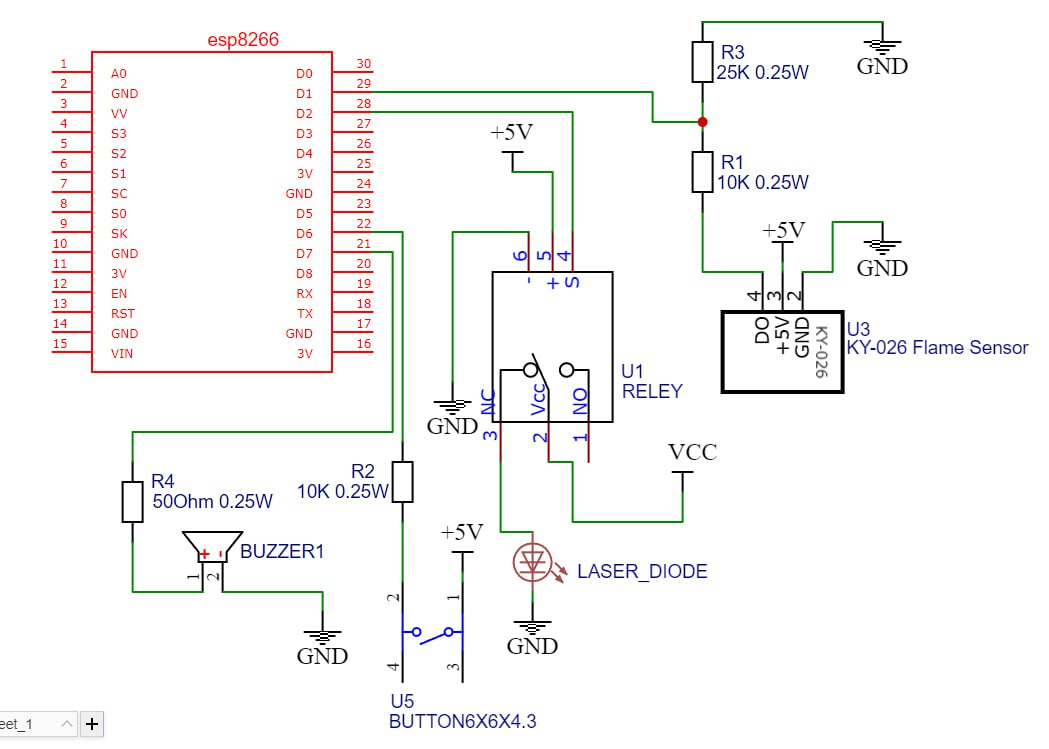 esp8266
1 A0 D0 30
2 GND D1 29
3 VV D2 28
4 S3 D3 27
5 S2 D4 26
6 S1 3V 25
7 SC GND 24
8 S0 D5 23
9 SK D6 22
10 GND D7 21
11 3V D8 20
12 EN RX 19
13 RST TX 18
14 GND GND 17
15 VIN 3V 16
R3
25K 0.25W
GND
R1
10K 0.25W
+5V
GND
4 3 2
DO +5V GND KY-026
U3
KY-026 Flame Sensor
+5V
6 5 4
- + S
NC Vcc NO
3 2 1
U1
RELEY
GND
VCC
R4
50Ohm 0.25W
R2
10K 0.25W
+ -
BUZZER1
1 2
GND
+5V
2 1
4 3
U5
BUTTON6X6X4.3
LASER_DIODE
GND
eet_1
+